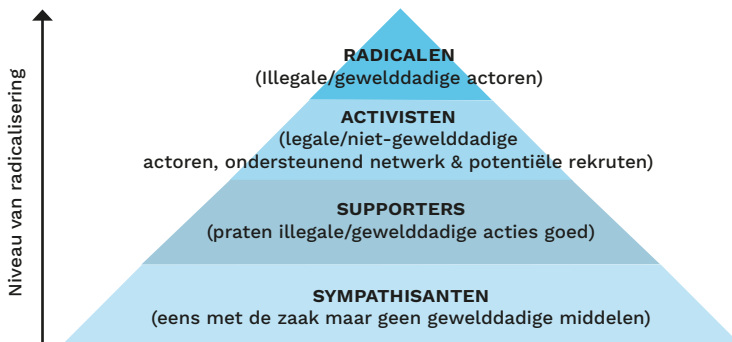 Niveau van radicalisering
RADICALEN
(Illegale/gewelddadige actoren)
ACTIVISTEN
(legale/niet-gewelddadige
actoren, ondersteunend netwerk & potentiële rekruten)
SUPPORTERS
(praten illegale/gewelddadige acties goed)
SYMPATHISANTEN
(eens met de zaak maar geen gewelddadige middelen)